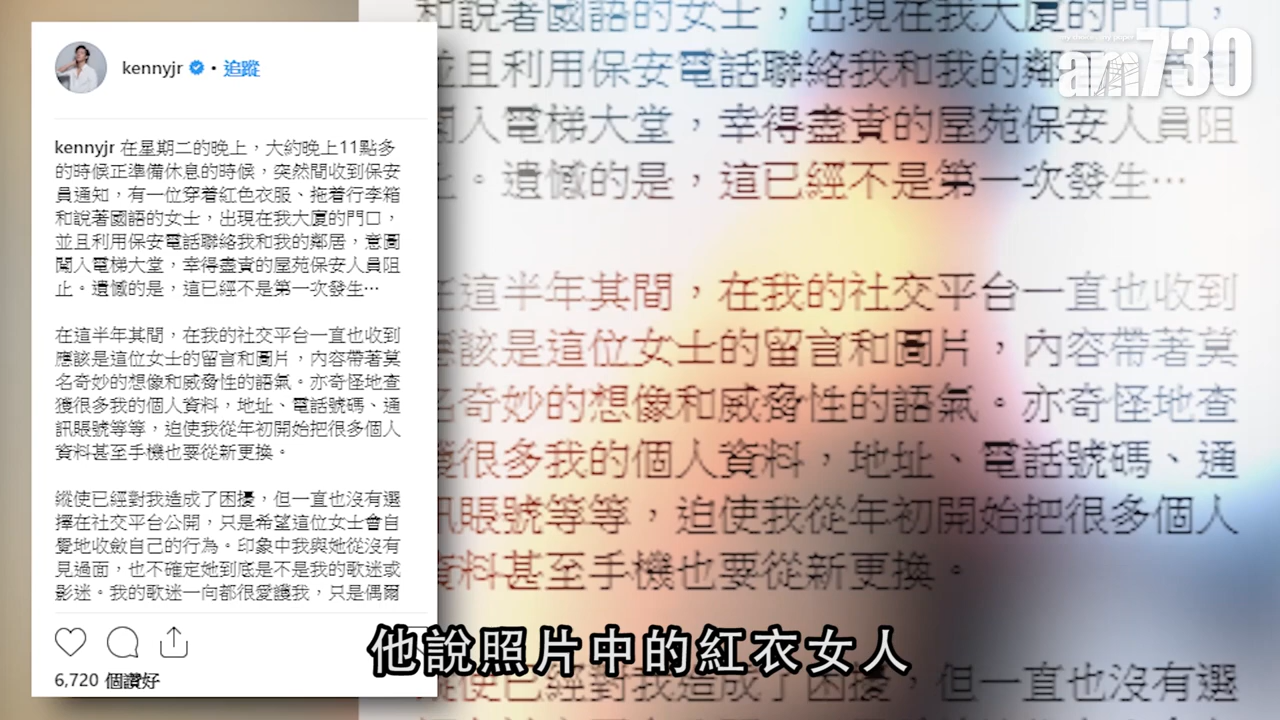 kennyjr • 追蹤
kennyjr 在星期二的晚上，大約晚上11點多
的時候正準備休息的時候，突然間收到保安
員通知，有一位穿着紅色衣服、拖着行李箱
和說著國語的女士，出現在我大廈的門口，
並且利用保安電話聯絡我和我的鄰居，意圖
闖入電梯大堂，幸得盡責的屋苑保安人員阻
止。遺憾的是，這已經不是第一次發生…
在這半年其間，在我的社交平台一直也收到
應該是這位女士的留言和圖片，內容帶著莫
名奇妙的想像和威脅性的語氣。亦奇怪地查
獲很多我的個人資料，地址、電話號碼、通
訊賬號等等，迫使我從年初開始把很多個人
資料甚至手機也要從新更換。
縱使已經對我造成了困擾，但一直也沒有選
擇在社交平台公開，只是希望這位女士會自
覺地收斂自己的行為。印象中我與她從沒有
見過面，也不確定她到底是不是我的歌迷或
影迷。我的歌迷一向都很愛護我，只是偶爾
6,720 個讚好
和說著國語的女士，出現在我大廈的門口，
並且利用保安電話聯絡我和我的鄰
闖入電梯大堂，幸得盡責的屋苑保安人員阻
止。遺憾的是，這已經不是第一次發生…
在這半年其間，在我的社交平台一直也收到
應該是這位女士的留言和圖片，內容帶著莫
名奇妙的想像和威脅性的語氣。亦奇怪地查
獲很多我的個人資料，地址、電話號碼、通
訊賬號等等，迫使我從年初開始把很多個人
資料甚至手機也要從新更換。
縱使已經對我造成了困擾，但一直也沒有選
am730
他說照片中的紅衣女人